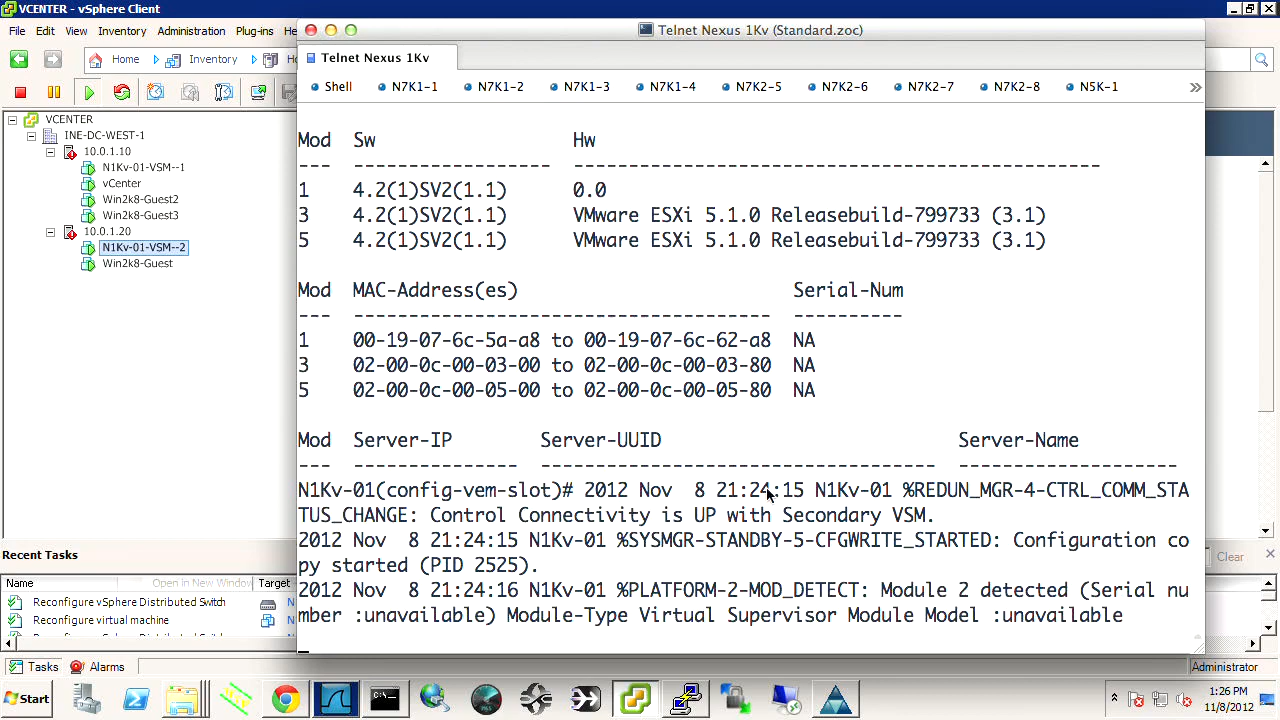 VCENTER - vSphere Client
File Edit View Inventory Administration Plug-ins He
Home Inventory Ho
VCENTER
INE-DC-WEST-1
10.0.1.10
N1Kv-01-VSM--1
vCenter
Win2k8-Guest2
Win2k8-Guest3
10.0.1.20
N1Kv-01-VSM--2
Win2k8-Guest
Telnet Nexus 1Kv (Standard.zoc)
Telnet Nexus 1Kv
Shell N7K1-1 N7K1-2 N7K1-3 N7K1-4 N7K2-5 N7K2-6 N7K2-7 N7K2-8 N5K-1 »
Mod Sw Hw
--- ------------------ ------------------------------------------------
1 4.2(1)SV2(1.1) 0.0
3 4.2(1)SV2(1.1) VMware ESXi 5.1.0 Releasebuild-799733 (3.1)
5 4.2(1)SV2(1.1) VMware ESXi 5.1.0 Releasebuild-799733 (3.1)
Mod MAC-Address(es) Serial-Num
--- -------------------------------------- ----------
1 00-19-07-6c-5a-a8 to 00-19-07-6c-62-a8 NA
3 02-00-0c-00-03-00 to 02-00-0c-00-03-80 NA
5 02-00-0c-00-05-00 to 02-00-0c-00-05-80 NA
Mod Server-IP Server-UUID Server-Name
--- --------------- ------------------------------------ --------------------
N1Kv-01(config-vem-slot)# 2012 Nov 8 21:24:15 N1Kv-01 %REDUN_MGR-4-CTRL_COMM_STA
TUS_CHANGE: Control Connectivity is UP with Secondary VSM.
2012 Nov 8 21:24:15 N1Kv-01 %SYSMGR-STANDBY-5-CFGWRITE_STARTED: Configuration co
py started (PID 2525).
2012 Nov 8 21:24:16 N1Kv-01 %PLATFORM-2-MOD_DETECT: Module 2 detected (Serial nu
mber :unavailable) Module-Type Virtual Supervisor Module Model :unavailable
Recent Tasks
Clear
Name Open in New Window Target
Reconfigure vSphere Distributed Switch N
Reconfigure virtual machine N
Tasks Alarms
Administrator
Start
1:26 PM
11/8/2012